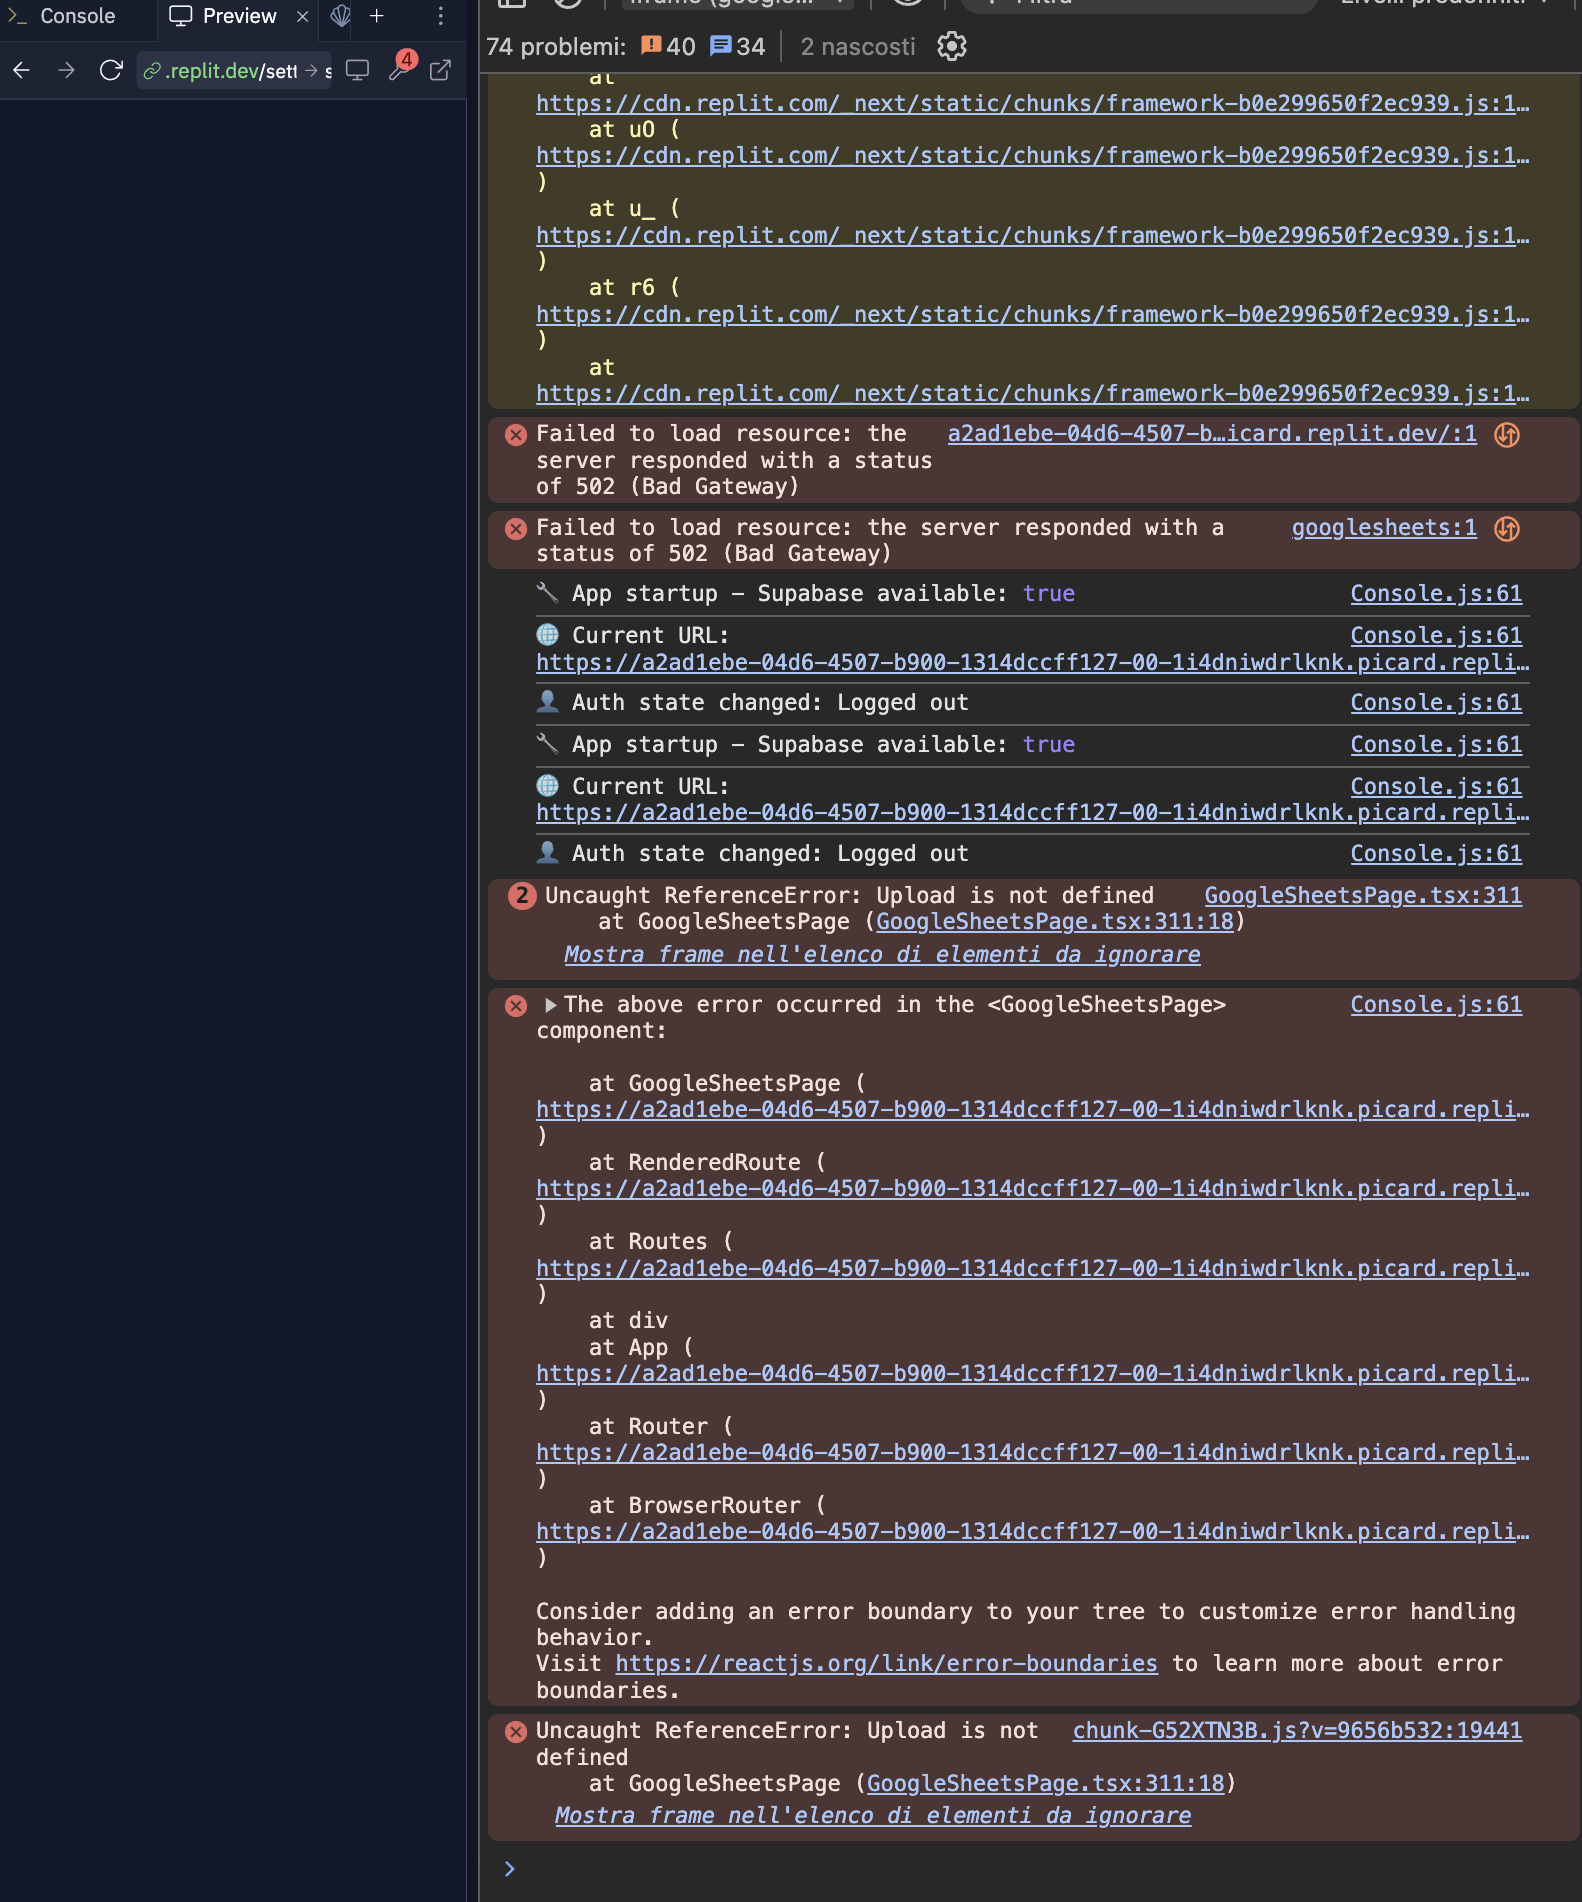 Console
Preview
.replit.dev/sett
s
4
74 problemi:
40
34
2 nascosti
at
https://cdn.replit.com/_next/static/chunks/framework-b0e299650f2ec939.js:1…
at uO (
https://cdn.replit.com/_next/static/chunks/framework-b0e299650f2ec939.js:1…
)
at u_ (
https://cdn.replit.com/_next/static/chunks/framework-b0e299650f2ec939.js:1…
)
at r6 (
https://cdn.replit.com/_next/static/chunks/framework-b0e299650f2ec939.js:1…
)
at
https://cdn.replit.com/_next/static/chunks/framework-b0e299650f2ec939.js:1…
Failed to load resource: the a2ad1ebe-04d6-4507-b…icard.replit.dev/:1
server responded with a status
of 502 (Bad Gateway)
Failed to load resource: the server responded with a googlesheets:1
status of 502 (Bad Gateway)
App startup - Supabase available: true Console.js:61
Current URL: Console.js:61
https://a2ad1ebe-04d6-4507-b900-1314dccff127-00-1i4dniwdrlknk.picard.repli…
Auth state changed: Logged out Console.js:61
App startup - Supabase available: true Console.js:61
Current URL: Console.js:61
https://a2ad1ebe-04d6-4507-b900-1314dccff127-00-1i4dniwdrlknk.picard.repli…
Auth state changed: Logged out Console.js:61
2 Uncaught ReferenceError: Upload is not defined GoogleSheetsPage.tsx:311
at GoogleSheetsPage (GoogleSheetsPage.tsx:311:18)
Mostra frame nell'elenco di elementi da ignorare
The above error occurred in the <GoogleSheetsPage> Console.js:61
component:
at GoogleSheetsPage (
https://a2ad1ebe-04d6-4507-b900-1314dccff127-00-1i4dniwdrlknk.picard.repli…
)
at RenderedRoute (
https://a2ad1ebe-04d6-4507-b900-1314dccff127-00-1i4dniwdrlknk.picard.repli…
)
at Routes (
https://a2ad1ebe-04d6-4507-b900-1314dccff127-00-1i4dniwdrlknk.picard.repli…
)
at div
at App (
https://a2ad1ebe-04d6-4507-b900-1314dccff127-00-1i4dniwdrlknk.picard.repli…
)
at Router (
https://a2ad1ebe-04d6-4507-b900-1314dccff127-00-1i4dniwdrlknk.picard.repli…
)
at BrowserRouter (
https://a2ad1ebe-04d6-4507-b900-1314dccff127-00-1i4dniwdrlknk.picard.repli…
)
Consider adding an error boundary to your tree to customize error handling
behavior.
Visit https://reactjs.org/link/error-boundaries to learn more about error
boundaries.
Uncaught ReferenceError: Upload is not chunk-G52XTN3B.js?v=9656b532:19441
defined
at GoogleSheetsPage (GoogleSheetsPage.tsx:311:18)
Mostra frame nell'elenco di elementi da ignorare